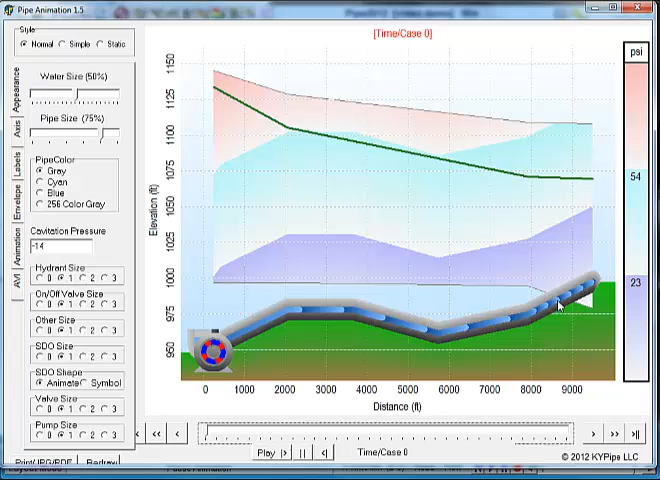 Pipe Animation 1.5
Style
Normal Simple Static
Appearance
Axis
Labels
Envelope
Animation
AVI
Water Size (50%)
Pipe Size (75%)
PipeColor
Gray
Cyan
Blue
256 Color Gray
Cavitation Pressure
-14
Hydrant Size
0 1 2 3
On/Off Valve Size
0 1 2 3
Other Size
0 1 2 3
SDO Size
0 1 2 3
SDO Shape
Animate Symbol
Valve Size
0 1 2 3
Pump Size
0 1 2 3
Print/JPG/PDF Redraw
[Time/Case 0]
Elevation (ft)
1150
1125
1100
1075
1050
1025
1000
975
950
0 1000 2000 3000 4000 5000 6000 7000 8000 9000
Distance (ft)
psi
54
23
<< < > >> >||
Play |> || <|
Time/Case 0
© 2012 KYPipe LLC